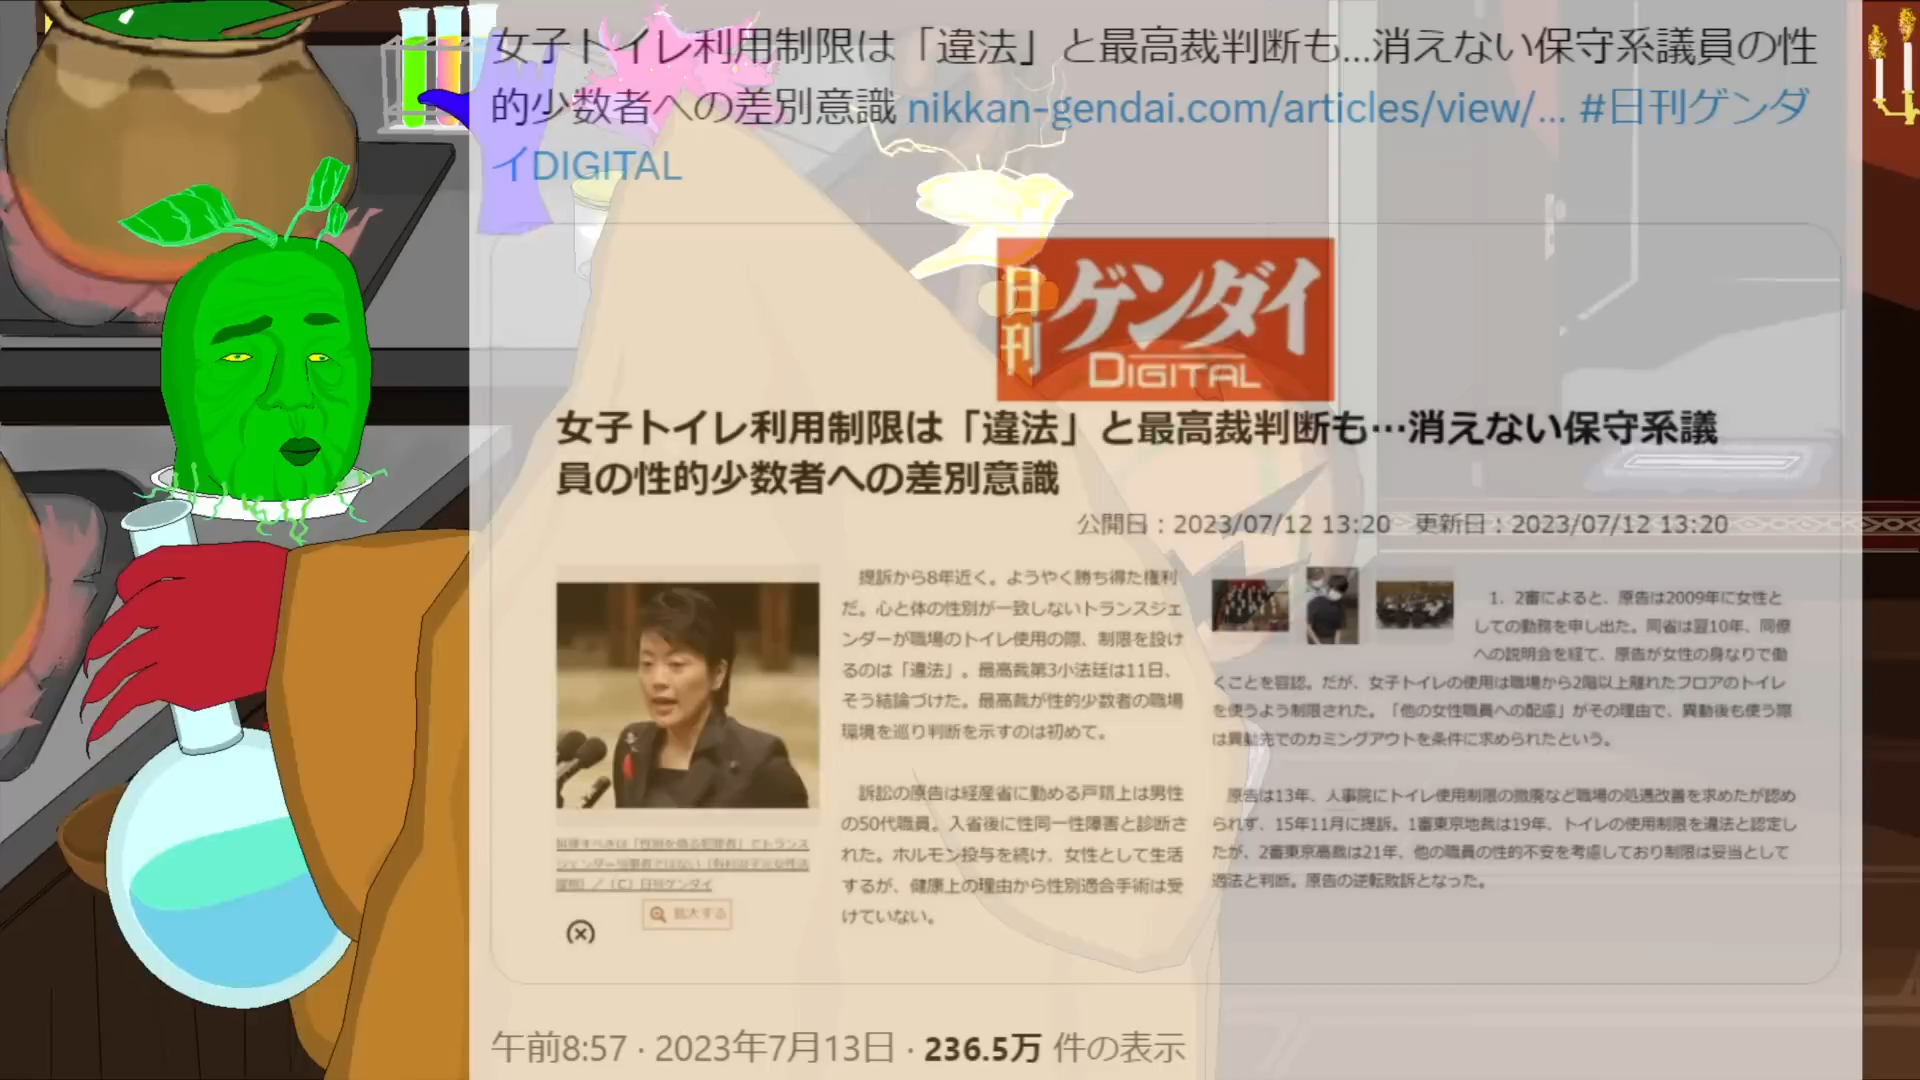 女子トイレ利用制限は「違法」と最高裁判断も...消えない保守系議員の性
的少数者への差別意識 nikkan-gendai.com/articles/view/... #日刊ゲンダ
イDIGITAL
日刊ゲンダイ
DIGITAL
女子トイレ利用制限は「違法」と最高裁判断も…消えない保守系議
員の性的少数者への差別意識
公開日：2023/07/12 13:20 更新日：2023/07/12 13:20
提訴から8年近く。ようやく勝ち得た権利
だ。心と体の性別が一致しないトランスジェ
ンダーが職場のトイレ使用の際、制限を設け
るのは「違法」。最高裁第3小法廷は11日、
そう結論づけた。最高裁が性的少数者の職場
環境を巡り判断を示すのは初めて。
訴訟の原告は経産省に勤める戸籍上は男性
の50代職員。入省後に性同一性障害と診断さ
れた。ホルモン投与を続け、女性として生活
するが、健康上の理由から性別適合手術は受
けていない。
1、2審によると、原告は2009年に女性と
しての勤務を申し出た。同省は翌10年、同僚
への説明会を経て、原告が女性の身なりで働
くことを容認。だが、女子トイレの使用は職場から2階以上離れたフロアのトイレ
を使うよう制限された。「他の女性職員への配慮」がその理由で、異動後も使う際
は異動先でのカミングアウトを条件に求められたという。
原告は13年、人事院にトイレ使用制限の撤廃など職場の処遇改善を求めたが認め
られず、15年11月に提訴。1審東京地裁は19年、トイレの使用制限を違法と認定し
たが、2審東京高裁は21年、他の職員の性的不安を考慮しており制限は妥当として
適法と判断。原告の逆転敗訴となった。
拡大する
午前8:57 · 2023年7月13日 · 236.5万 件の表示